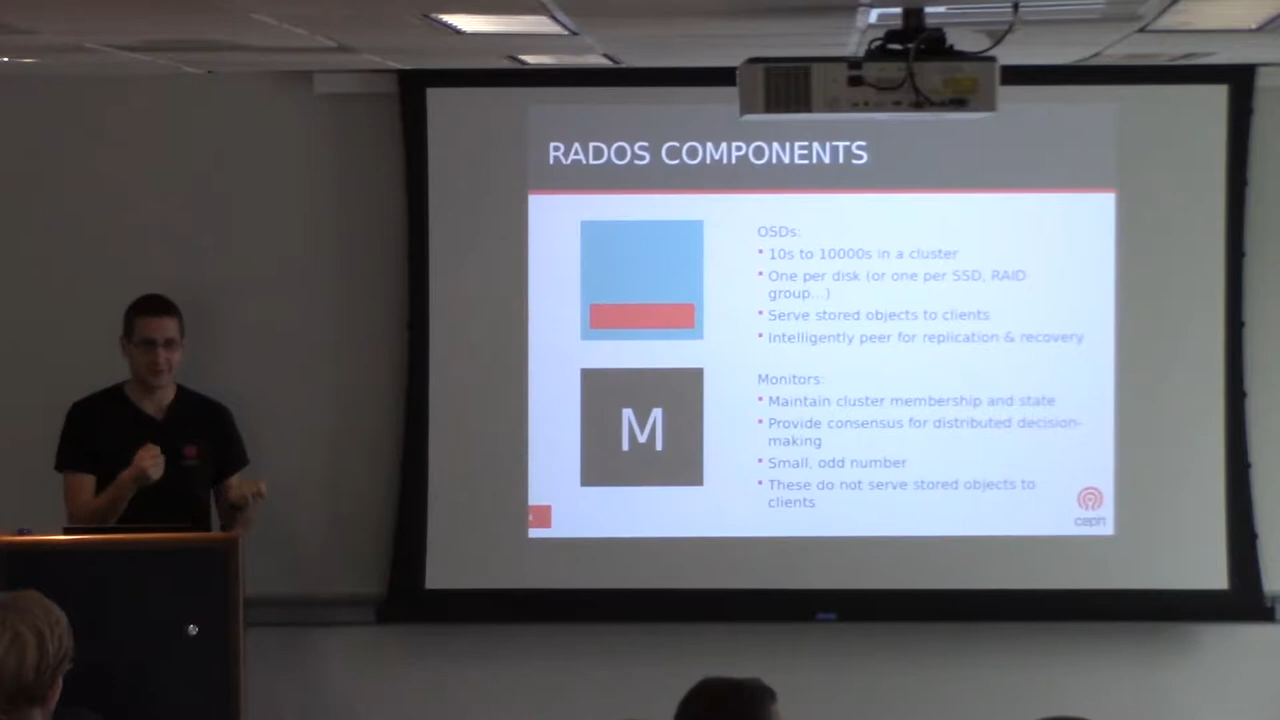 RADOS COMPONENTS
OSDs:
10s to 10000s in a cluster
One per disk (or one per SSD, RAID
group...)
Serve stored objects to clients
Intelligently peer for replication & recovery
M
Monitors:
Maintain cluster membership and state
Provide consensus for distributed decision-
making
Small, odd number
These do not serve stored objects to
clients
ceph